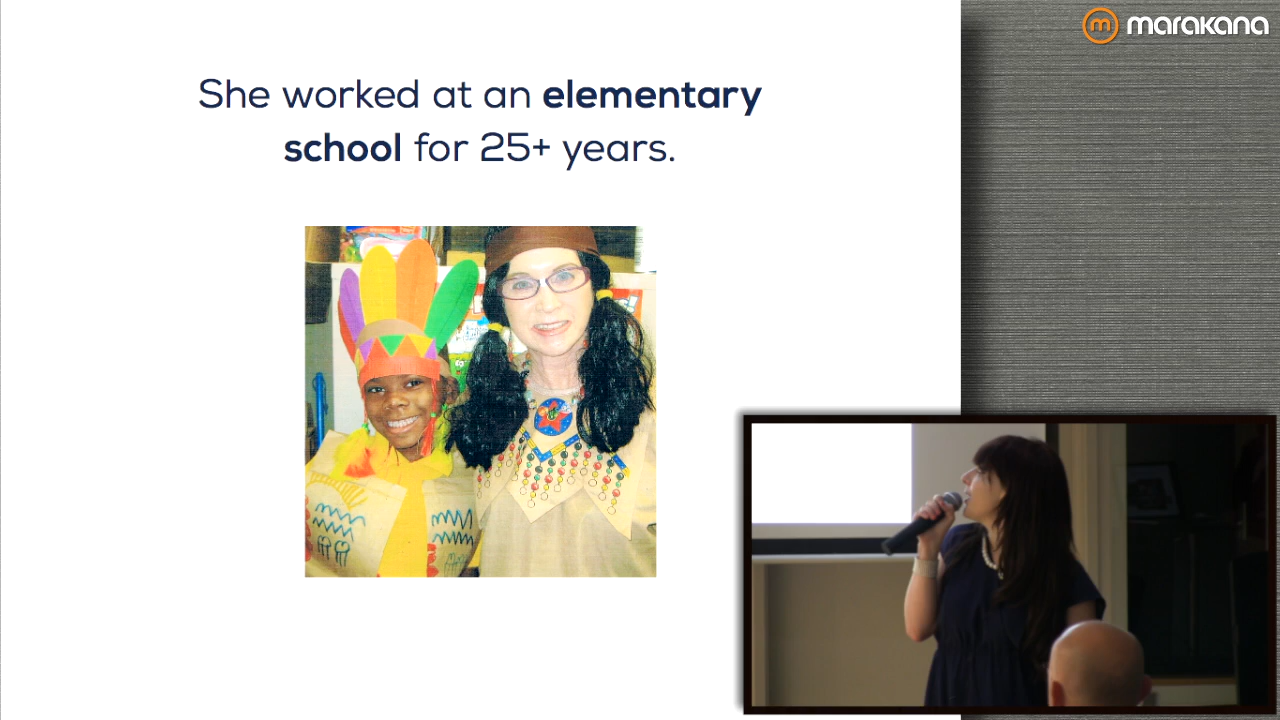 She worked at an elementary
school for 25+ years.
marakana